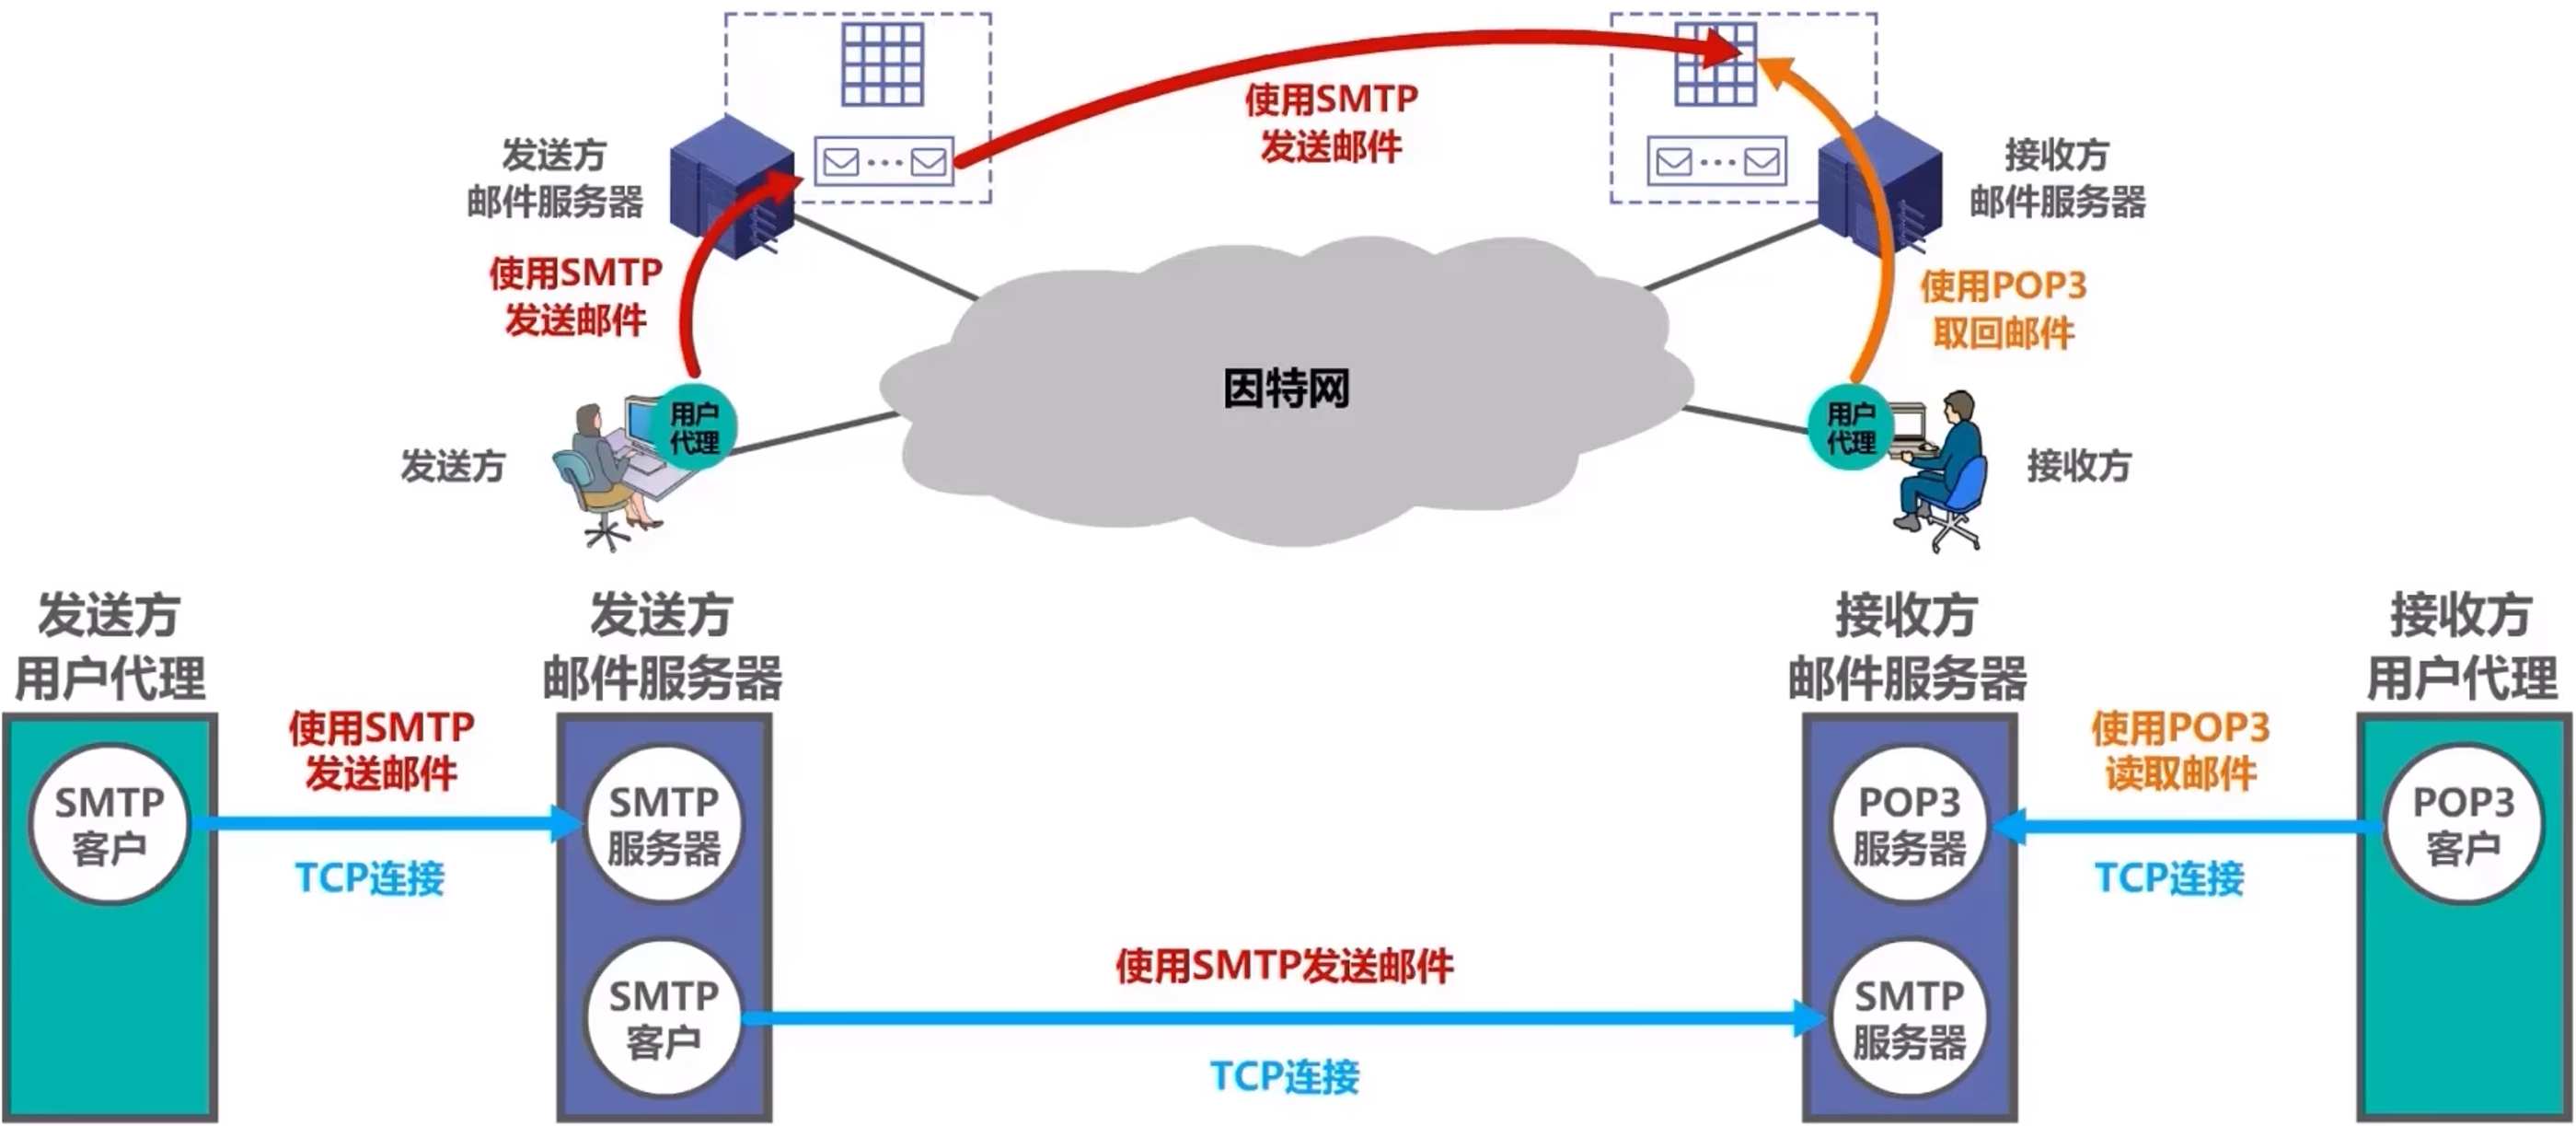 使用SMTP
发送邮件
发送方
邮件服务器
接收方
邮件服务器
使用SMTP
发送邮件
使用POP3
取回邮件
因特网
用户
代理
用户
代理
发送方
接收方
发送方
用户代理
发送方
邮件服务器
接收方
邮件服务器
接收方
用户代理
使用SMTP
发送邮件
使用POP3
读取邮件
SMTP
客户
SMTP
服务器
POP3
服务器
POP3
客户
TCP连接
TCP连接
使用SMTP发送邮件
SMTP
客户
SMTP
服务器
TCP连接